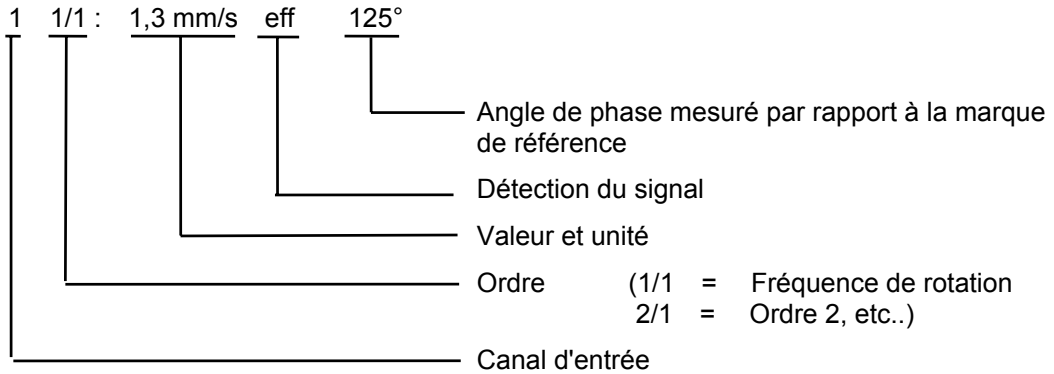 1 1/1 : 1,3 mm/s eff 125°
Angle de phase mesuré par rapport à la marque
de référence
Détection du signal
Valeur et unité
Ordre (1/1 = Fréquence de rotation
2/1 = Ordre 2, etc..)
Canal d'entrée